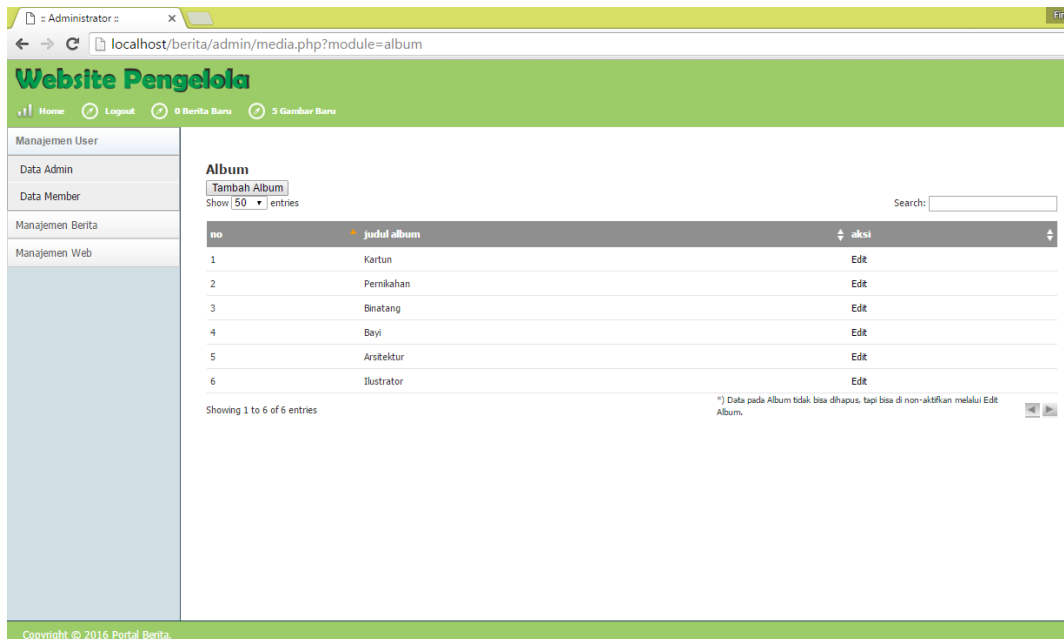 :: Administrator ::
Fir
localhost/berita/admin/media.php?module=album
Website Pengelola
Home Logout 0 Berita Baru 5 Gambar Baru
Manajemen User
Data Admin
Data Member
Manajemen Berita
Manajemen Web
Album
Tambah Album
Show 50 entries
Search:
no judul album aksi
1 Kartun Edit
2 Pernikahan Edit
3 Binatang Edit
4 Bayi Edit
5 Arsitektur Edit
6 Ilustrator Edit
Showing 1 to 6 of 6 entries
*) Data pada Album tidak bisa dihapus, tapi bisa di non-aktifkan melalui Edit
Album.
Copyright © 2016 Portal Berita.